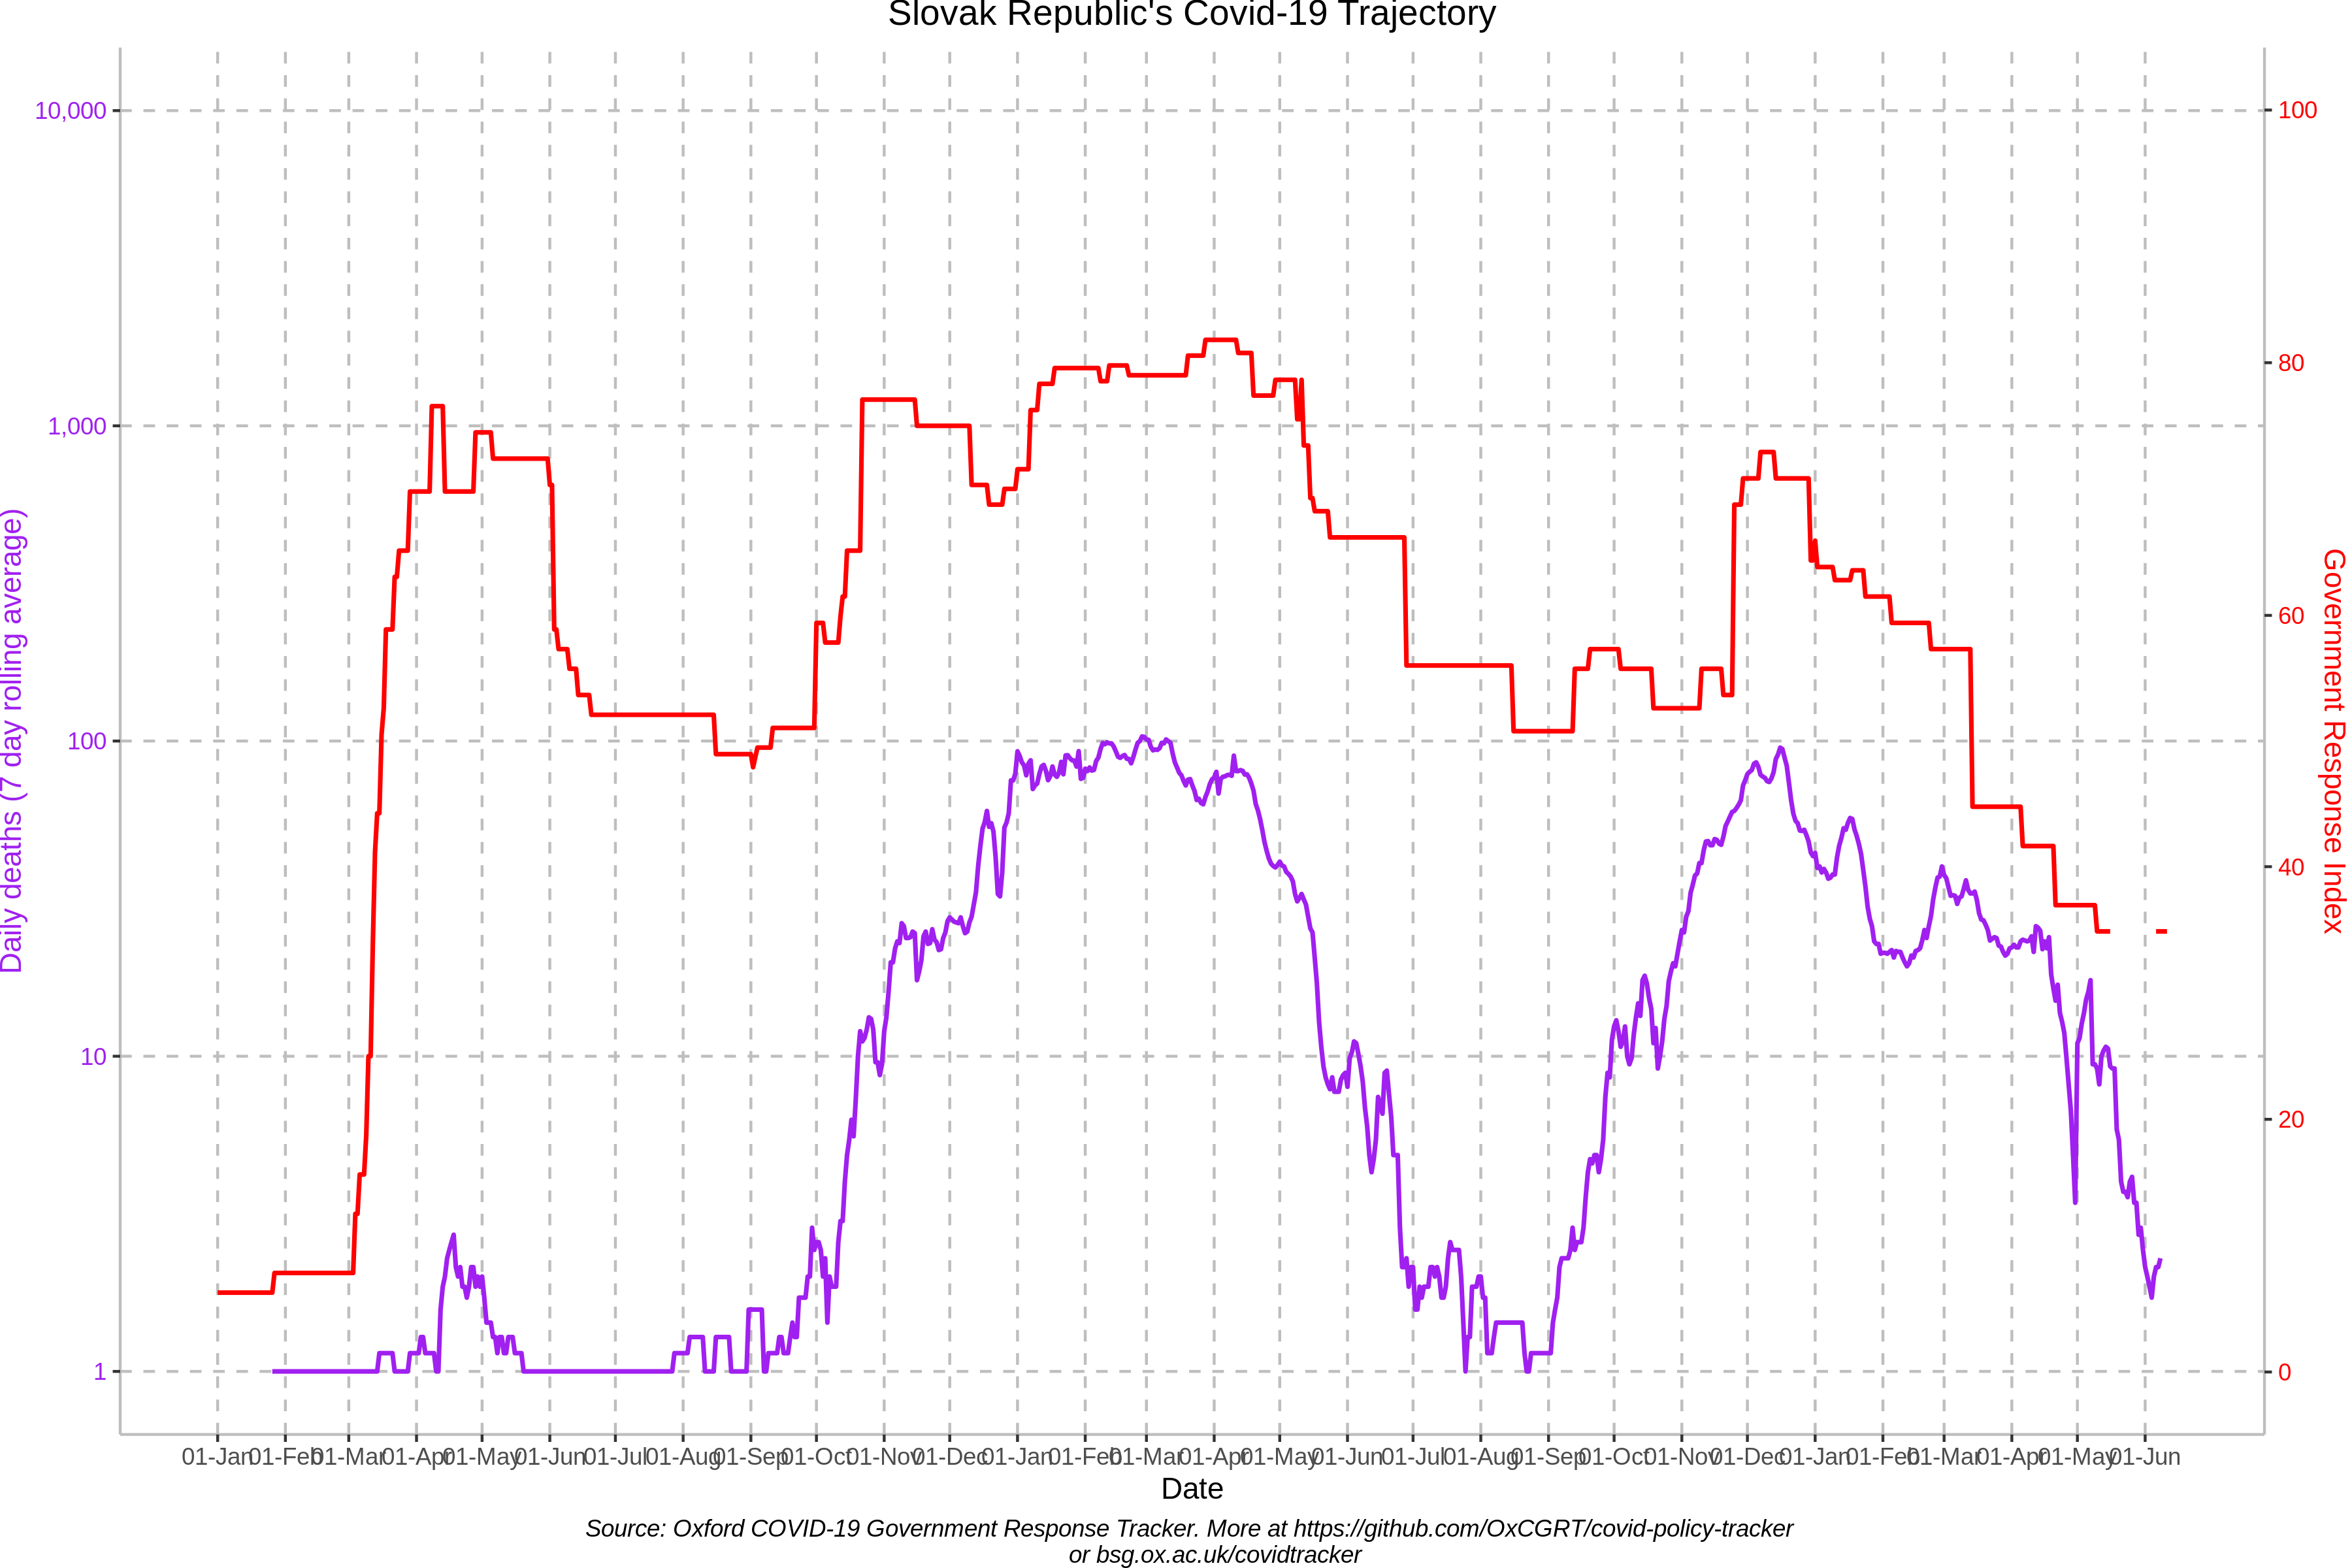 Slovak Republic's Covid-19 Trajectory
10,000
1,000
100
10
1
Daily deaths (7 day rolling average)
100
80
60
40
20
0
Government Response Index
01-Jan 01-Feb 01-Mar 01-Apr 01-May 01-Jun 01-Jul 01-Aug 01-Sep 01-Oct 01-Nov 01-Dec 01-Jan 01-Feb 01-Mar 01-Apr 01-May 01-Jun 01-Jul 01-Aug 01-Sep 01-Oct 01-Nov 01-Dec 01-Jan 01-Feb 01-Mar 01-Apr 01-May 01-Jun
Date
Source: Oxford COVID-19 Government Response Tracker. More at https://github.com/OxCGRT/covid-policy-tracker
or bsg.ox.ac.uk/covidtracker